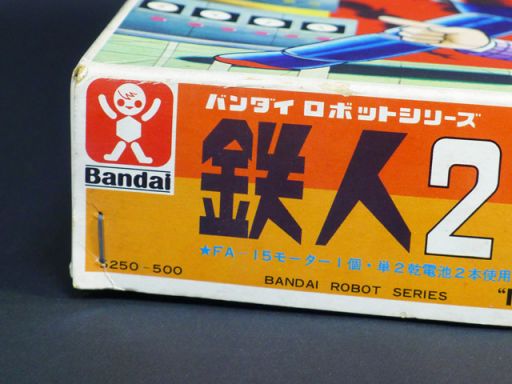 バンダイ ロボットシリーズ
鉄人2
Bandai
★FA-15モーター1個・単2乾電池2本使用
5250-500
BANDAI ROBOT SERIES